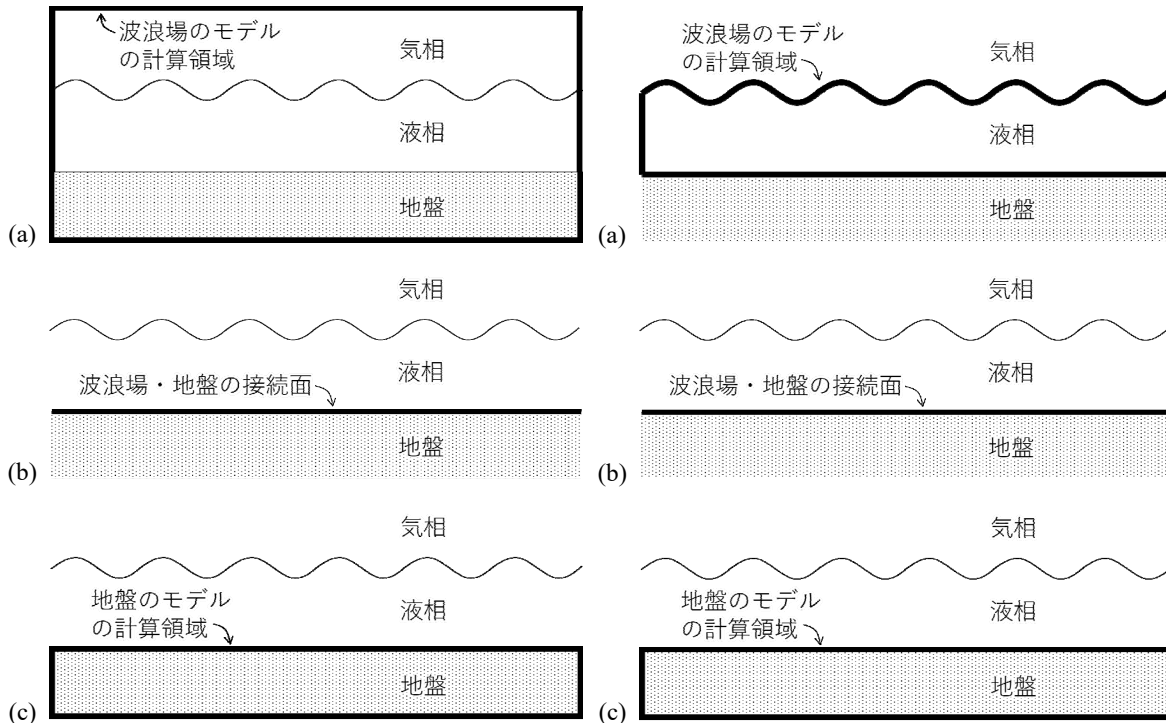 波浪場のモデル
の計算領域
気相
液相
地盤
(a)
気相
波浪場・地盤の接続面
液相
地盤
(b)
気相
地盤のモデル
の計算領域
液相
地盤
(c)
波浪場のモデル
の計算領域
気相
液相
地盤
(a)
気相
波浪場・地盤の接続面
液相
地盤
(b)
気相
地盤のモデル
の計算領域
液相
地盤
(c)